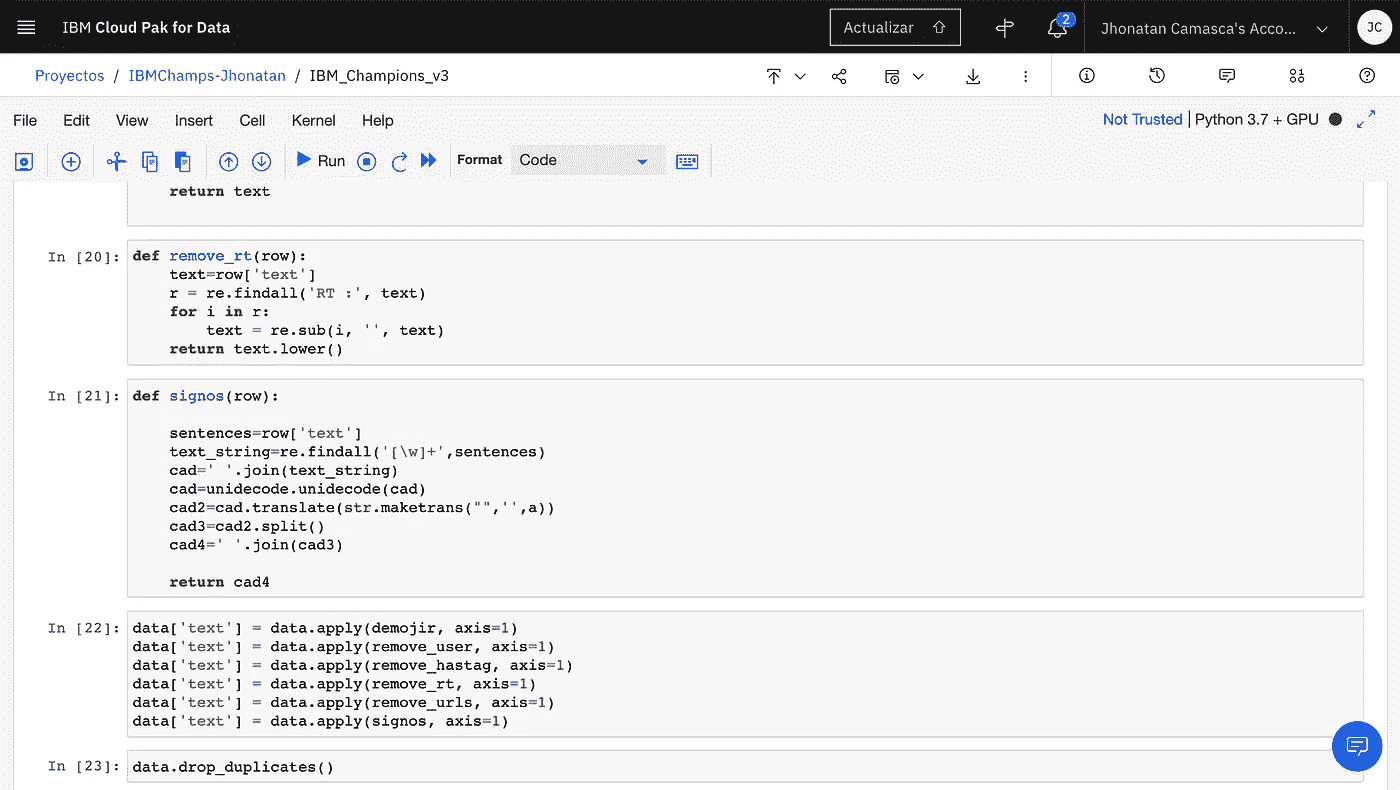 IBM Cloud Pak for Data
Actualizar
2
Jhonatan Camasca's Acco...
JC
Proyectos / IBMChamps-Jhonatan / IBM_Champions_v3
File Edit View Insert Cell Kernel Help
Not Trusted | Python 3.7 + GPU
Run
Format
Code
    return text
In [20]:
def remove_rt(row):
    text=row['text']
    r = re.findall('RT :', text)
    for i in r:
        text = re.sub(i, '', text)
    return text.lower()
In [21]:
def signos(row):
    sentences=row['text']
    text_string=re.findall('[\w]+',sentences)
    cad=' '.join(text_string)
    cad=unidecode.unidecode(cad)
    cad2=cad.translate(str.maketrans("",'',a))
    cad3=cad2.split()
    cad4=' '.join(cad3)
    return cad4
In [22]:
data['text'] = data.apply(demojir, axis=1)
data['text'] = data.apply(remove_user, axis=1)
data['text'] = data.apply(remove_hastag, axis=1)
data['text'] = data.apply(remove_rt, axis=1)
data['text'] = data.apply(remove_urls, axis=1)
data['text'] = data.apply(signos, axis=1)
In [23]:
data.drop_duplicates()